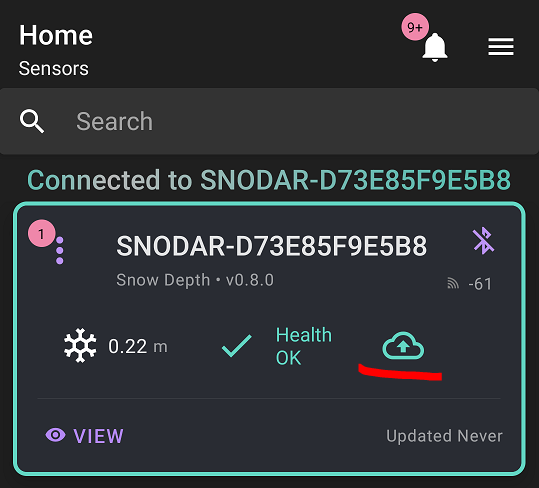 Home
9+
Sensors
Search
Connected to SNODAR-D73E85F9E5B8
1
SNODAR-D73E85F9E5B8
Snow Depth • v0.8.0
-61
0.22 m
Health
OK
VIEW
Updated Never